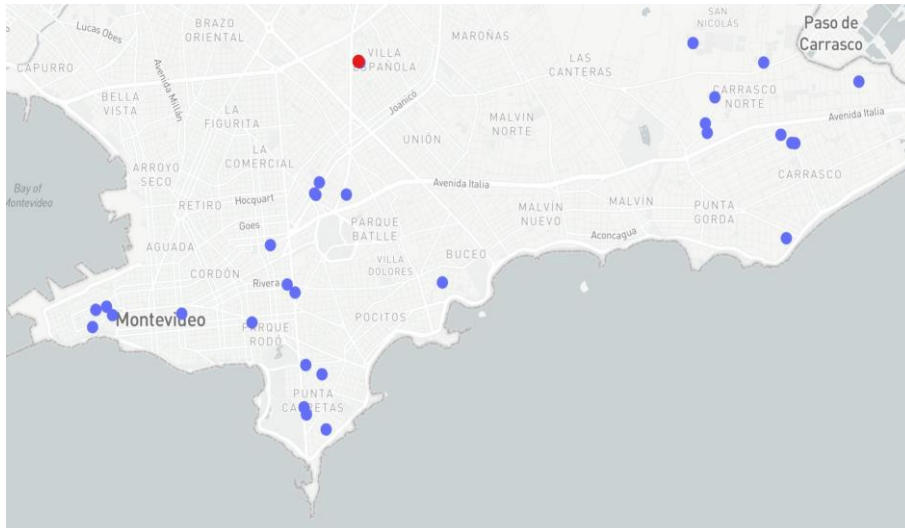 SAN
NICOLÁS
Paso de
Carrasco
BRAZO
ORIENTAL
Lucas Obes
MAROÑAS
VILLA
ESPAÑOLA
CAPURRO
LAS
CANTERAS
Avenida Millán
BELLA
VISTA
Joanicó
CARRASCO
NORTE
LA
FIGURITA
MALVIN
NORTE
Avenida Italia
UNIÓN
LA
COMERCIAL
ARROYO
SECO
CARRASCO
Bay of
Montevideo
Avenida Italia
RETIRO
Hocquart
MALVÍN
NUEVO
MALVÍN
PUNTA
GORDA
Goes
PARQUE
BATLLE
Aconcagua
AGUADA
BUCEO
CORDÓN
VILLA
DOLORES
Rivera
Montevideo
POCITOS
PARQUE
RODÓ
PUNTA
CARRETAS